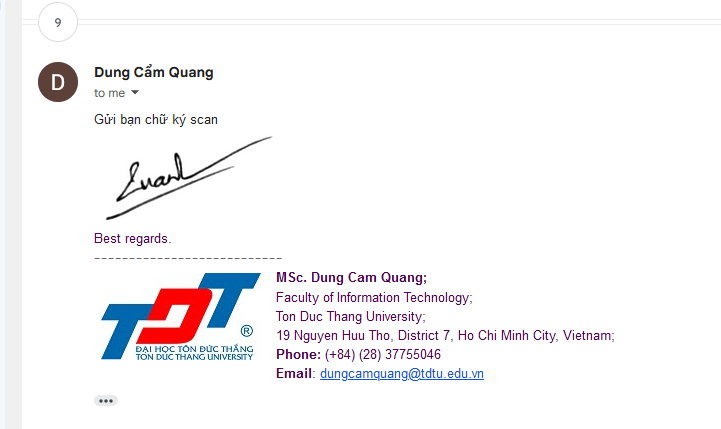 9
D
Dung Cẩm Quang
to me
Gửi bạn chữ ký scan
Best regards.
----------------------------
TDT
®
ĐẠI HỌC TÔN ĐỨC THẮNG
TON DUC THANG UNIVERSITY
MSc. Dung Cam Quang;
Faculty of Information Technology;
Ton Duc Thang University;
19 Nguyen Huu Tho, District 7, Ho Chi Minh City, Vietnam;
Phone: (+84) (28) 37755046
Email: dungcamquang@tdtu.edu.vn